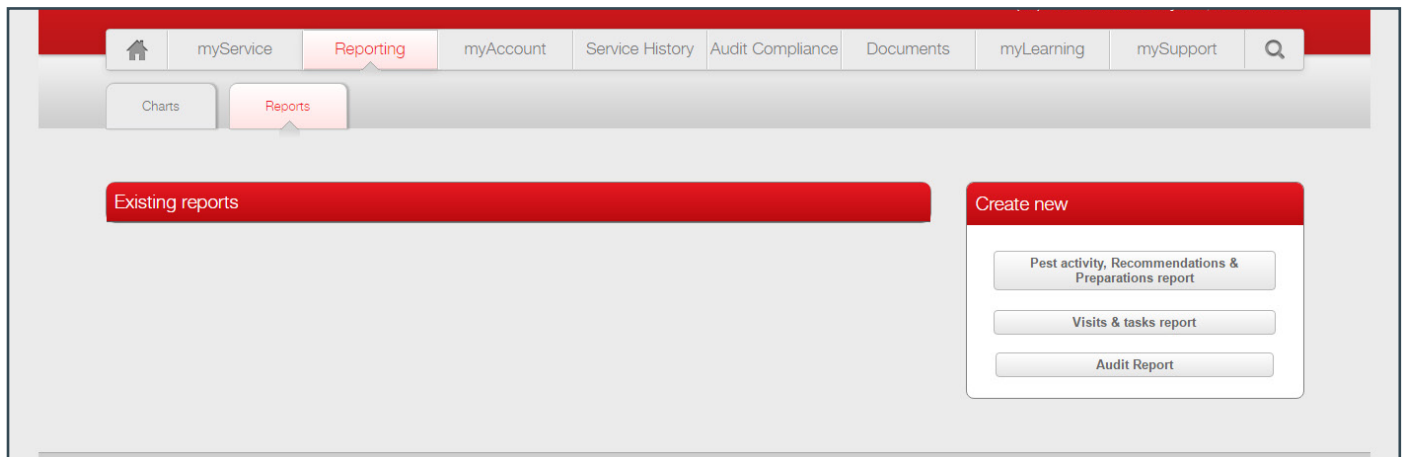 myService
Reporting
myAccount
Service History
Audit Compliance
Documents
myLearning
mySupport
Charts
Reports
Existing reports
Create new
Pest activity, Recommendations &
Preparations report
Visits & tasks report
Audit Report